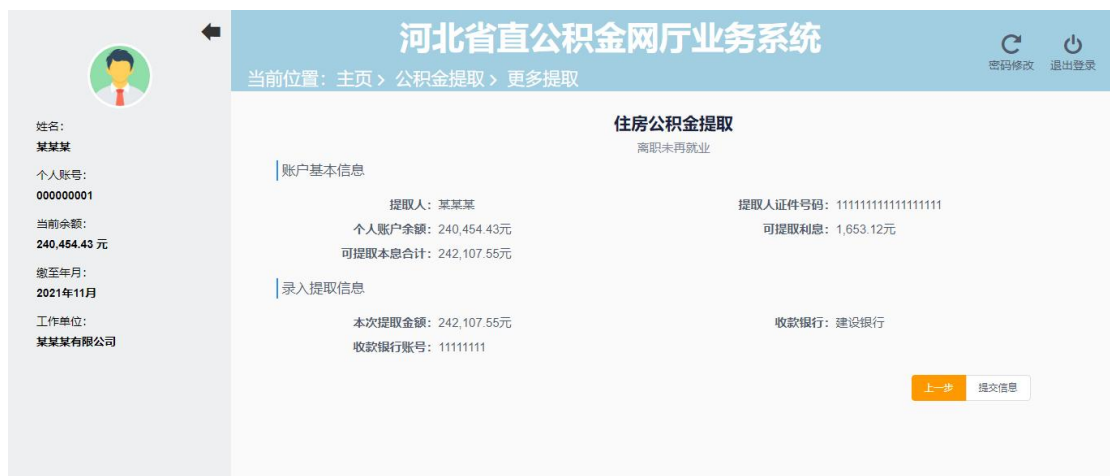 河北省直公积金网厅业务系统
密码修改
退出登录
当前位置：主页 > 公积金提取 > 更多提取
姓名：
某某某
个人账号：
000000001
当前余额：
240,454.43 元
缴至年月：
2021年11月
工作单位：
某某某有限公司
住房公积金提取
离职未再就业
账户基本信息
提取人：某某某
提取人证件号码：111111111111111111
个人账户余额：240,454.43元
可提取利息：1,653.12元
可提取本息合计：242,107.55元
录入提取信息
本次提取金额：242,107.55元
收款银行：建设银行
收款银行账号：11111111
上一步
提交信息